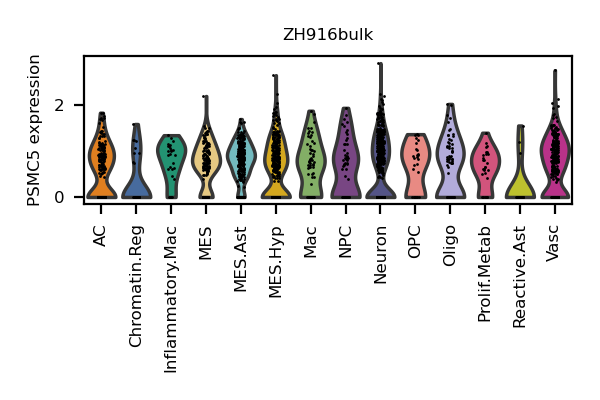 ZH916bulk
PSMC5 expression
2
0
AC
Chromatin.Reg
Inflammatory.Mac
MES
MES.Ast
MES.Hyp
Mac
NPC
Neuron
OPC
Oligo
Prolif.Metab
Reactive.Ast
Vasc